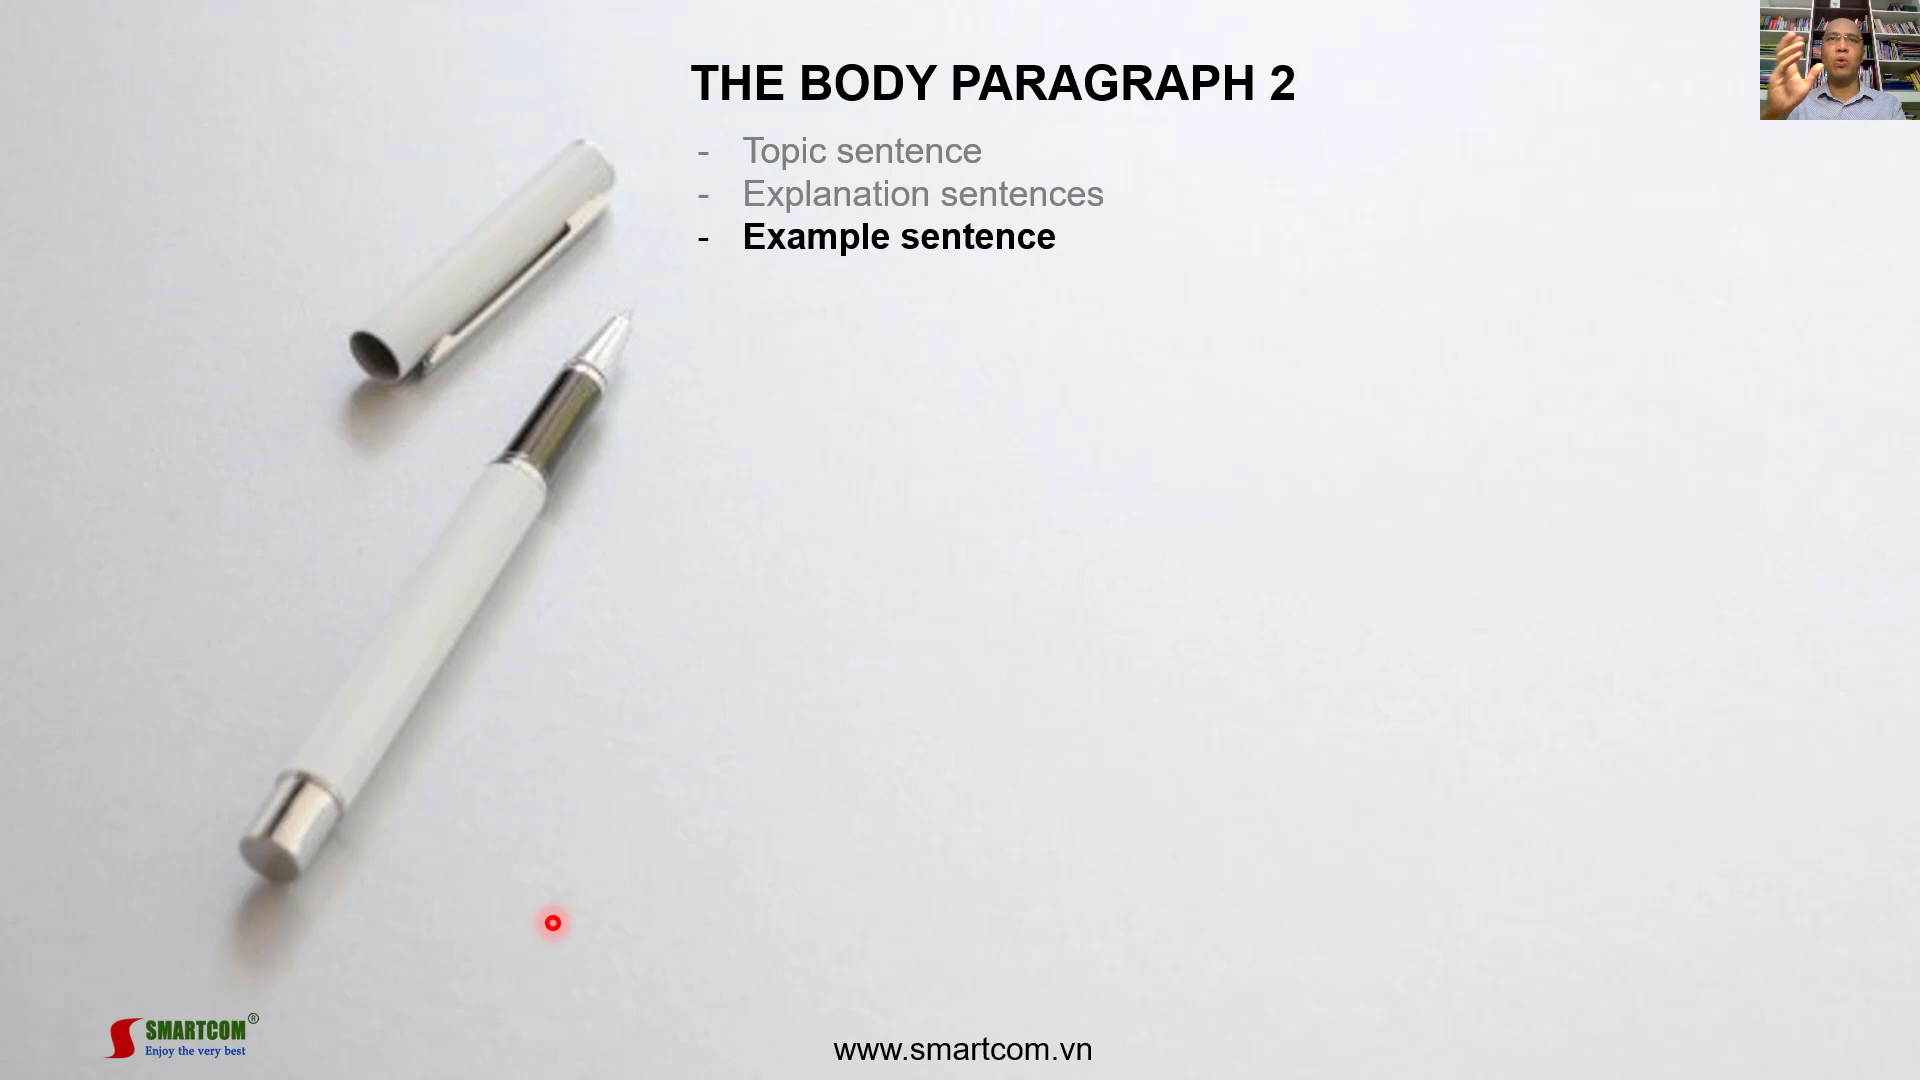 THE BODY PARAGRAPH 2
- Topic sentence
- Explanation sentences
- Example sentence
SMARTCOM®
Enjoy the very best
www.smartcom.vn